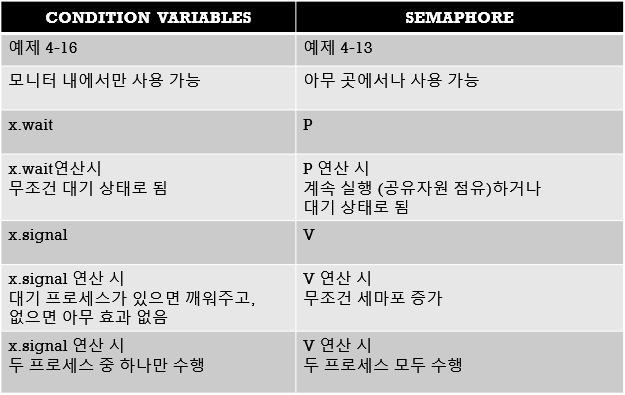 CONDITION VARIABLES SEMAPHORE
예제 4-16 예제 4-13
모니터 내에서만 사용 가능 아무 곳에서나 사용 가능
x.wait P
x.wait연산시 P 연산 시
무조건 대기 상태로 됨 계속 실행 (공유자원 점유)하거나
대기 상태로 됨
x.signal V
x.signal 연산 시 V 연산 시
대기 프로세스가 있으면 깨워주고, 무조건 세마포 증가
없으면 아무 효과 없음
x.signal 연산 시 V 연산 시
두 프로세스 중 하나만 수행 두 프로세스 모두 수행